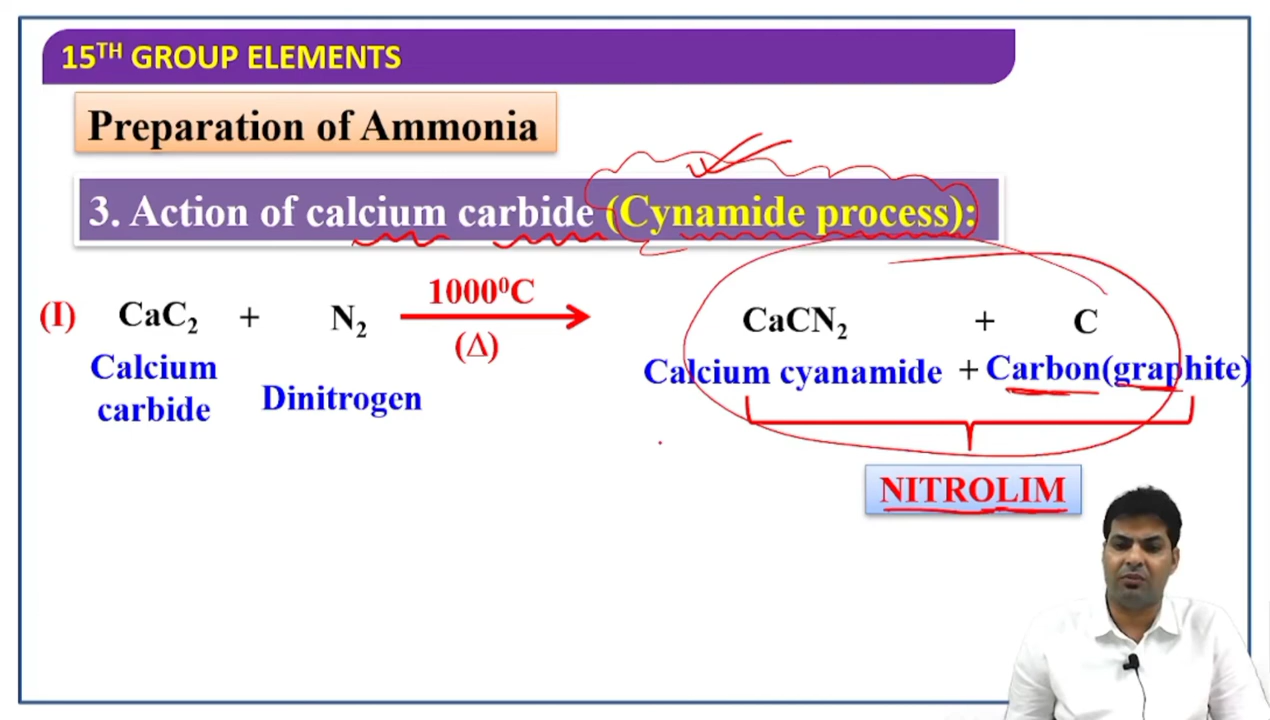 15TH GROUP ELEMENTS
Preparation of Ammonia
3. Action of calcium carbide (Cynamide process):
(I) CaC₂ + N₂ 1000⁰C (Δ) CaCN₂ + C
Calcium carbide Dinitrogen Calcium cyanamide + Carbon(graphite)
NITROLIM